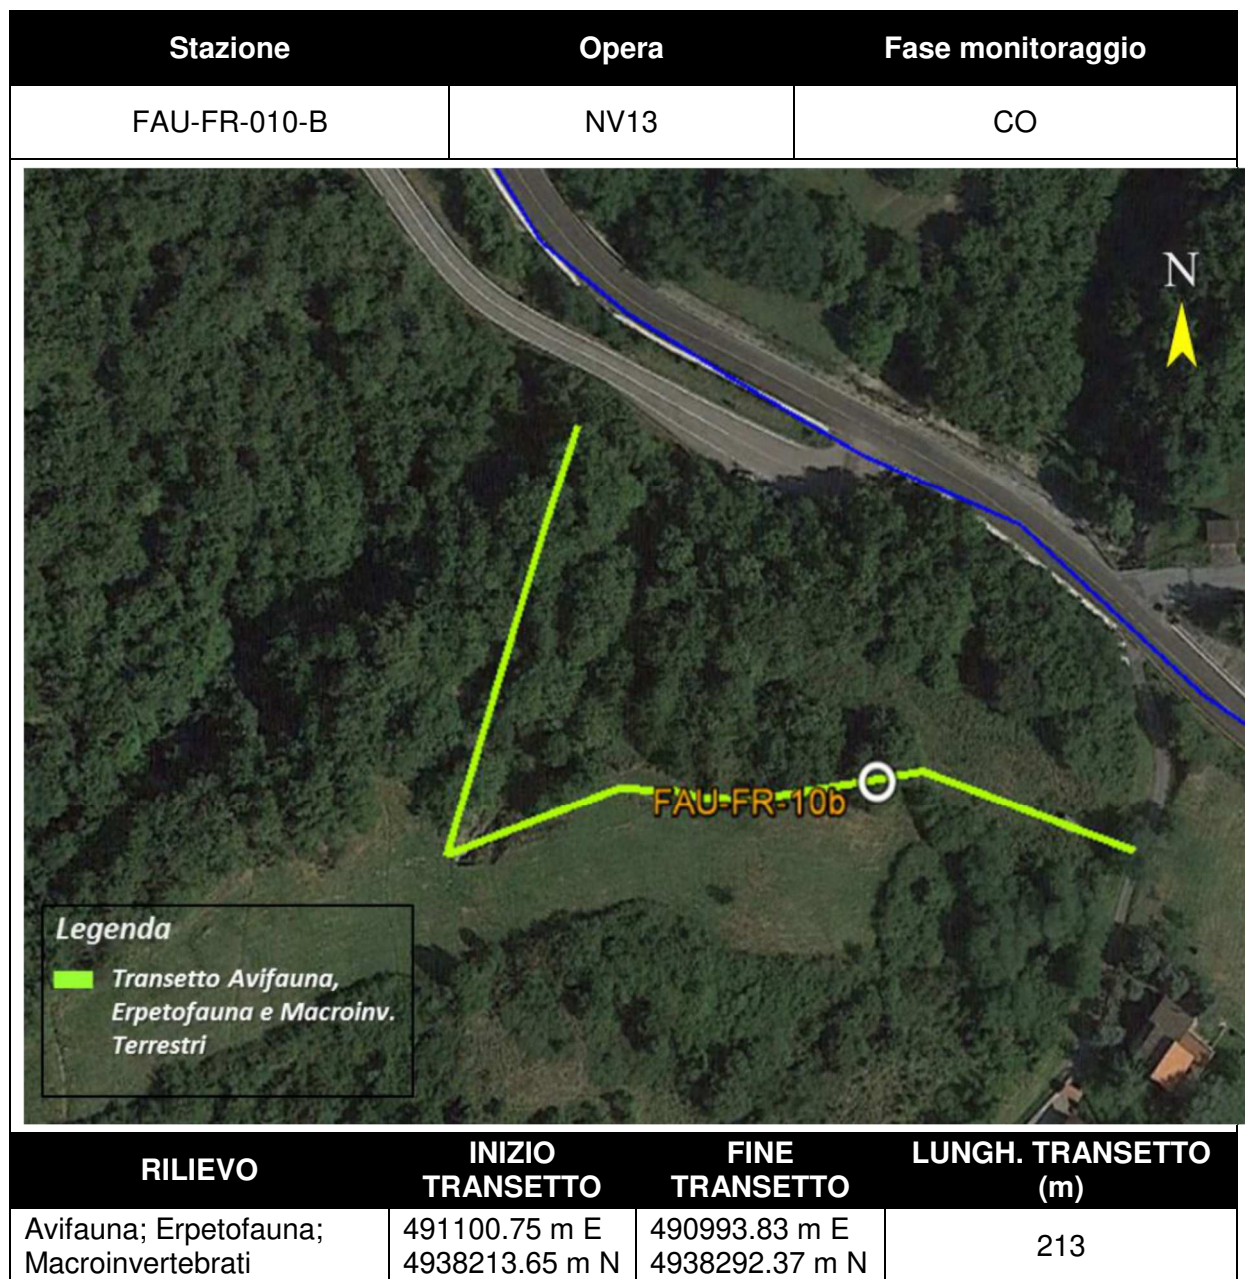 Stazione Opera Fase monitoraggio
FAU-FR-010-B NV13 CO
N
FAU-FR-10b
Legenda
Transetto Avifauna,
Erpetofauna e Macroinv.
Terrestri
RILIEVO INIZIO TRANSETTO FINE TRANSETTO LUNGH. TRANSETTO (m)
Avifauna; Erpetofauna; 491100.75 m E 490993.83 m E 213
Macroinvertebrati 4938213.65 m N 4938292.37 m N